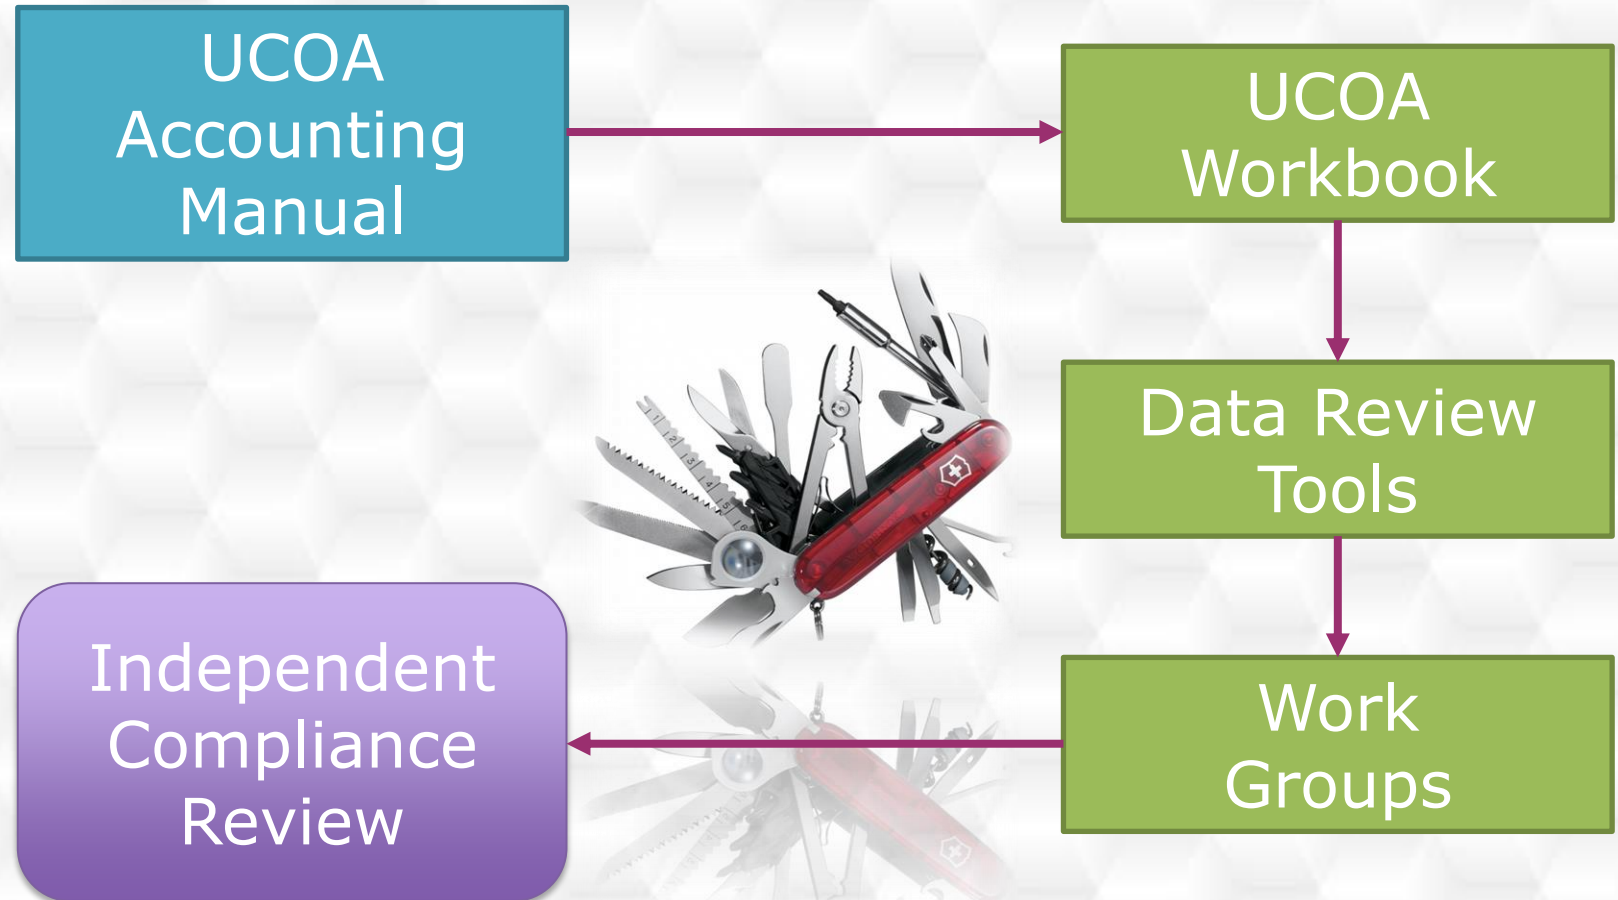 UCOA
Accounting
Manual
UCOA
Workbook
Data Review
Tools
Work
Groups
Independent
Compliance
Review